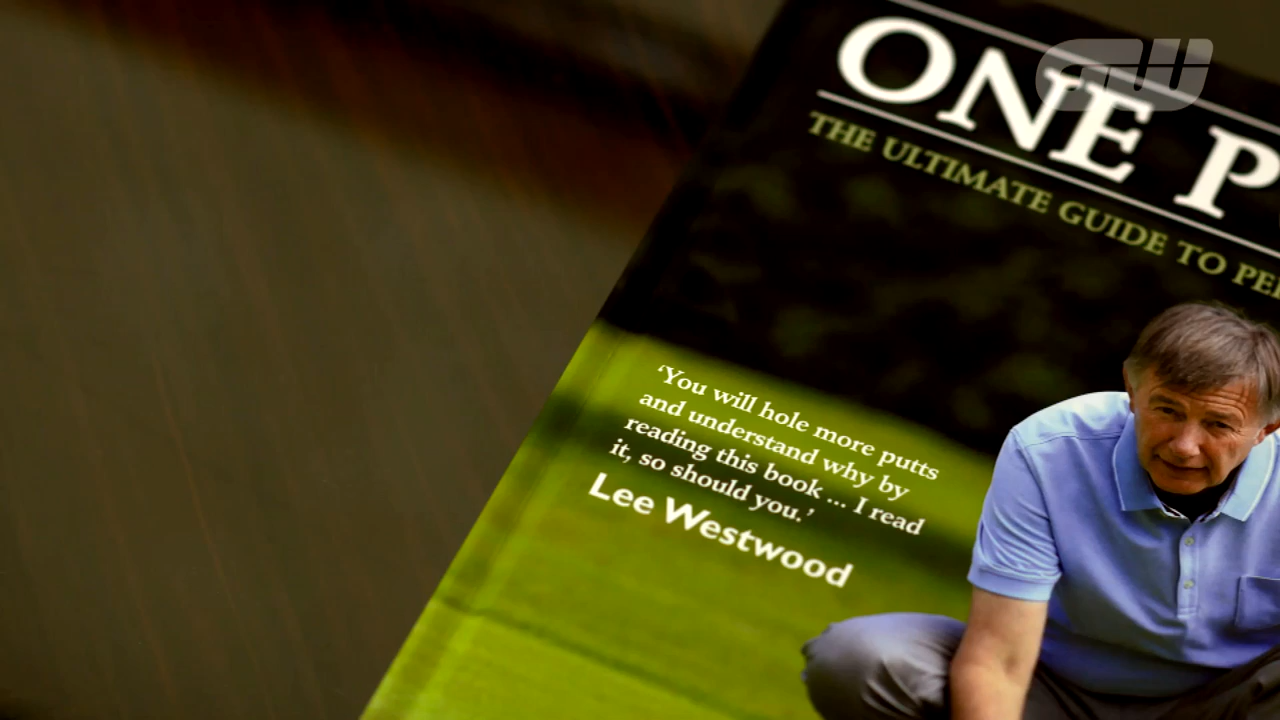 ONE P
THE ULTIMATE GUIDE TO PE
‘You will hole more putts
and understand why by
reading this book ... I read
it, so should you.’
Lee Westwood
GW